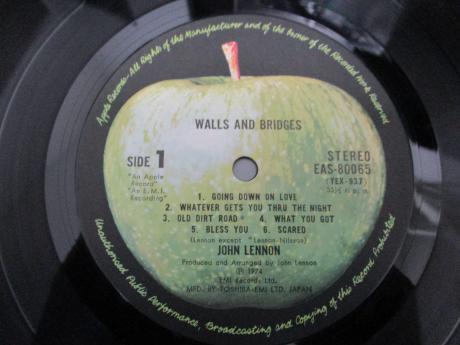 Apple Records-All Rights of the Manufacturer and of the Owner of the Recorded Work Reserved
WALLS AND BRIDGES
SIDE 1
STEREO
EAS-80065
(YEX-937)
33⅓ r.p.m.
"An Apple
Record"
"An E.M.I.
Recording"
1. GOING DOWN ON LOVE
2. WHATEVER GETS YOU THRU THE NIGHT
3. OLD DIRT ROAD* 4. WHAT YOU GOT
5. BLESS YOU 6. SCARED
(Lennon except *Lennon-Nilsson)
JOHN LENNON
Produced and Arranged by John Lennon
Ⓟ 1974
EMI Records Ltd.
MFD. BY TOSHIBA-EMI LTD. JAPAN
Unauthorised Public Performance, Broadcasting and Copying of this Record Prohibited